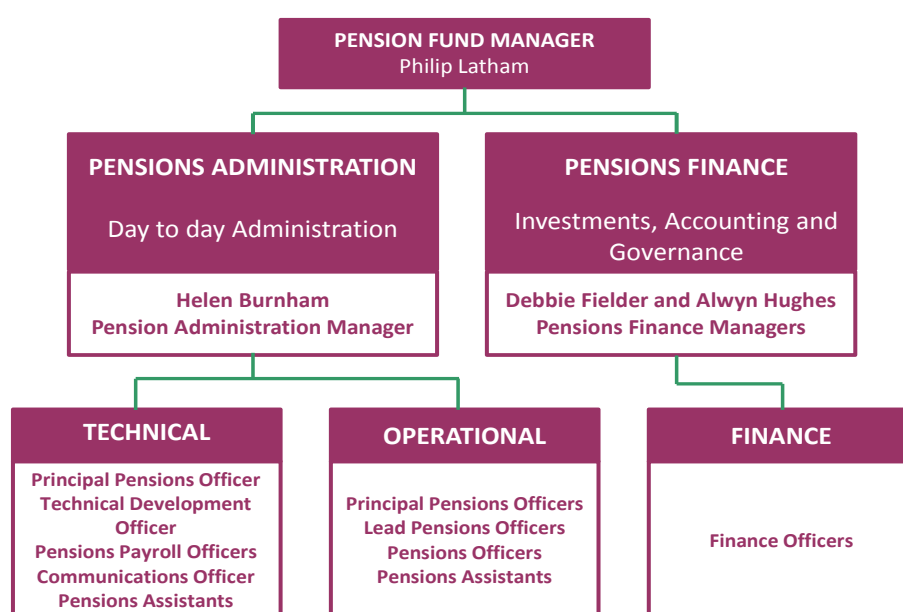 PENSION FUND MANAGER
Philip Latham
PENSIONS ADMINISTRATION
Day to day Administration
Helen Burnham
Pension Administration Manager
PENSIONS FINANCE
Investments, Accounting and
Governance
Debbie Fielder and Alwyn Hughes
Pensions Finance Managers
TECHNICAL
Principal Pensions Officer
Technical Development
Officer
Pensions Payroll Officers
Communications Officer
Pensions Assistants
OPERATIONAL
Principal Pensions Officers
Lead Pensions Officers
Pensions Officers
Pensions Assistants
FINANCE
Finance Officers